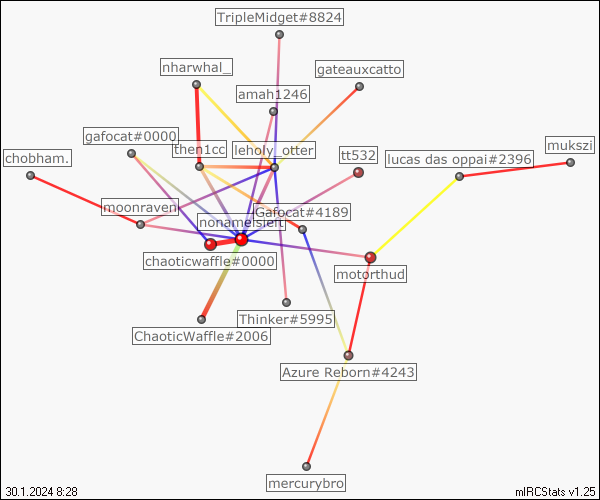 TripleMidget#8824
nharwhal_
gateauxcatto
amah1246
gafocat#0000
then1cc
leholy_otter
tt532
mukszi
chobham.
lucas das oppai#2396
moonraven
Gafocat#4189
chaoticwaffle#0000
motorthud
Thinker#5995
ChaoticWaffle#2006
Azure Reborn#4243
mercurybro
30.1.2024 8:28
mIRCStats v1.25